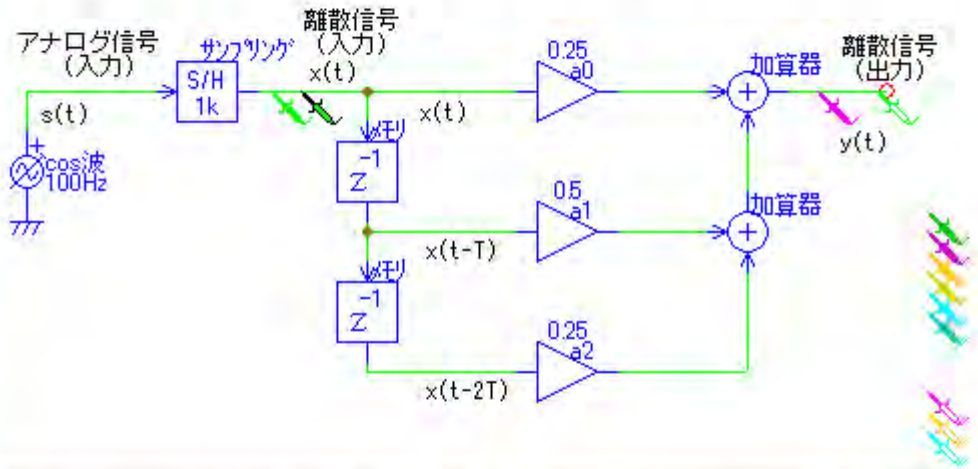 アナログ信号
(入力)
サンプリング
離散信号
(入力)
x(t)
S/H
1k
s(t)
cos波
100Hz
x(t)
0.25
a0
加算器
離散信号
(出力)
y(t)
メモリ
Z⁻¹
x(t-T)
0.5
a1
加算器
メモリ
Z⁻¹
x(t-2T)
0.25
a2